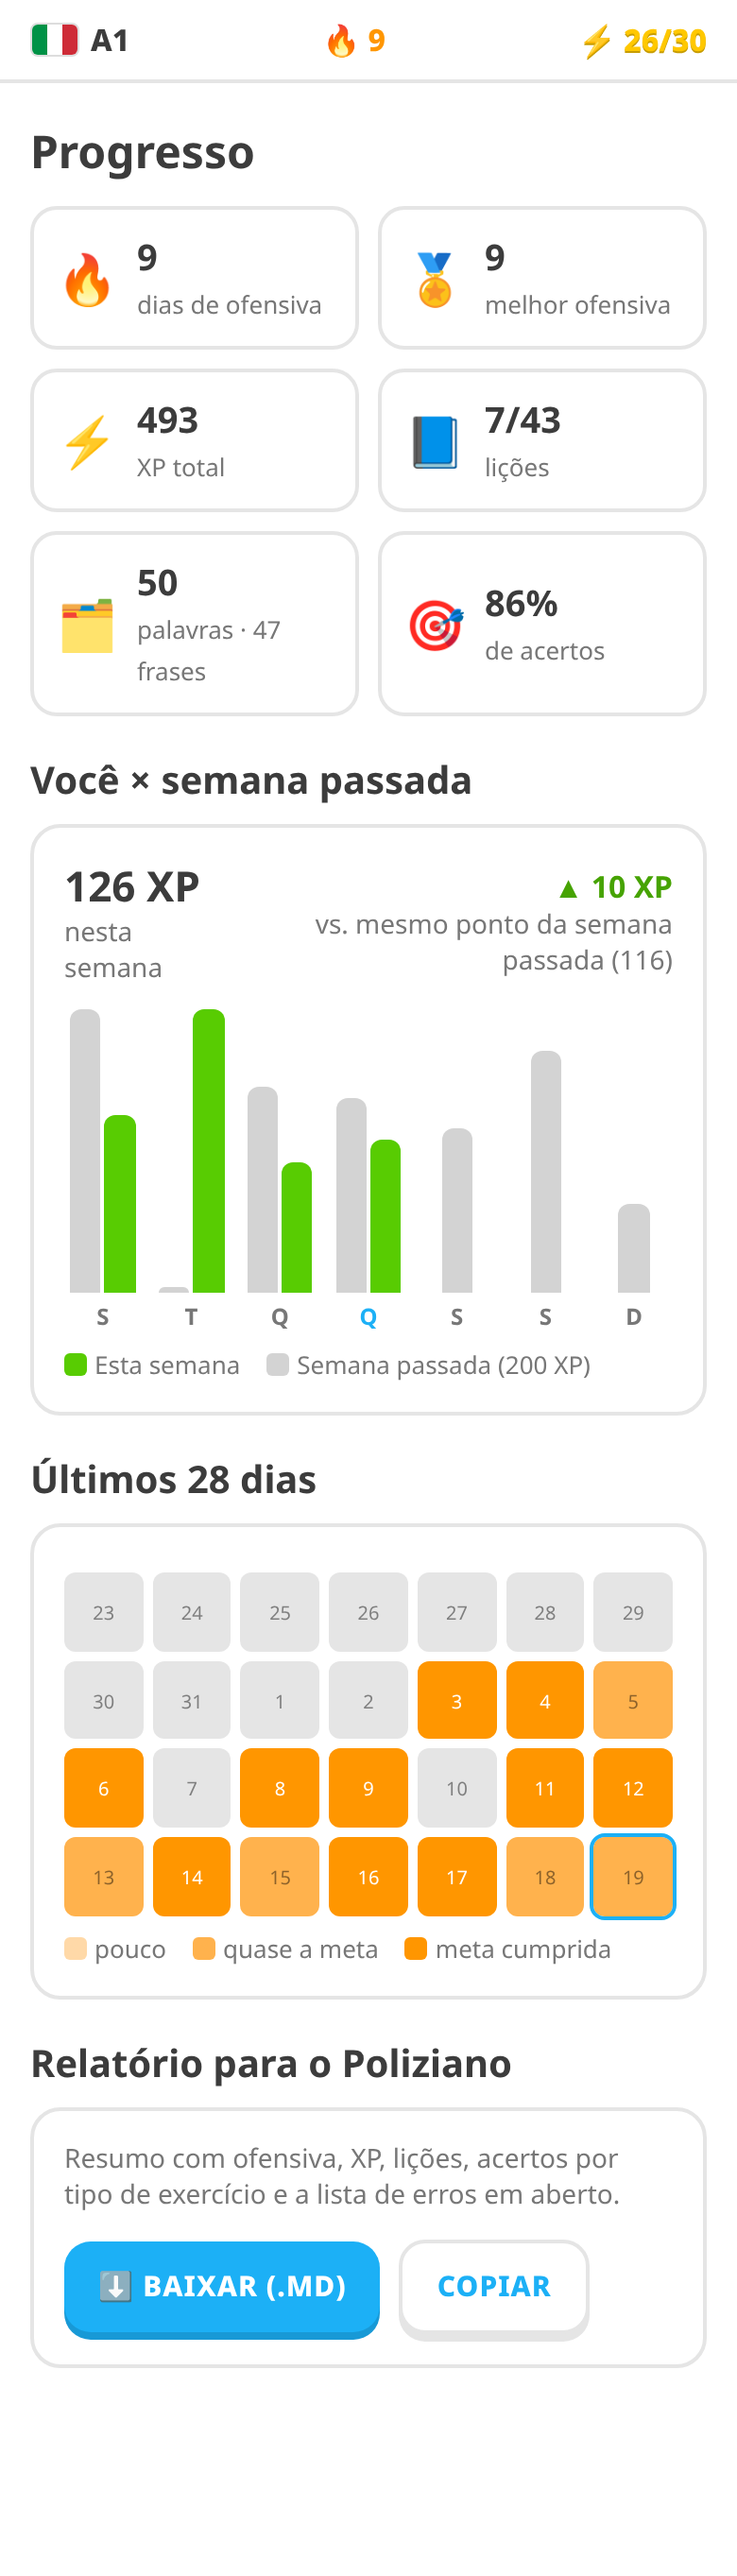 A1
9
26/30
Progresso
9
dias de ofensiva
9
melhor ofensiva
493
XP total
7/43
lições
50
palavras · 47
frases
86%
de acertos
Você × semana passada
126 XP
nesta
semana
▲ 10 XP
vs. mesmo ponto da semana
passada (116)
S T Q Q S S D
Esta semana Semana passada (200 XP)
Últimos 28 dias
23 24 25 26 27 28 29
30 31 1 2 3 4 5
6 7 8 9 10 11 12
13 14 15 16 17 18 19
pouco quase a meta meta cumprida
Relatório para o Poliziano
Resumo com ofensiva, XP, lições, acertos por
tipo de exercício e a lista de erros em aberto.
BAIXAR (.MD) COPIAR